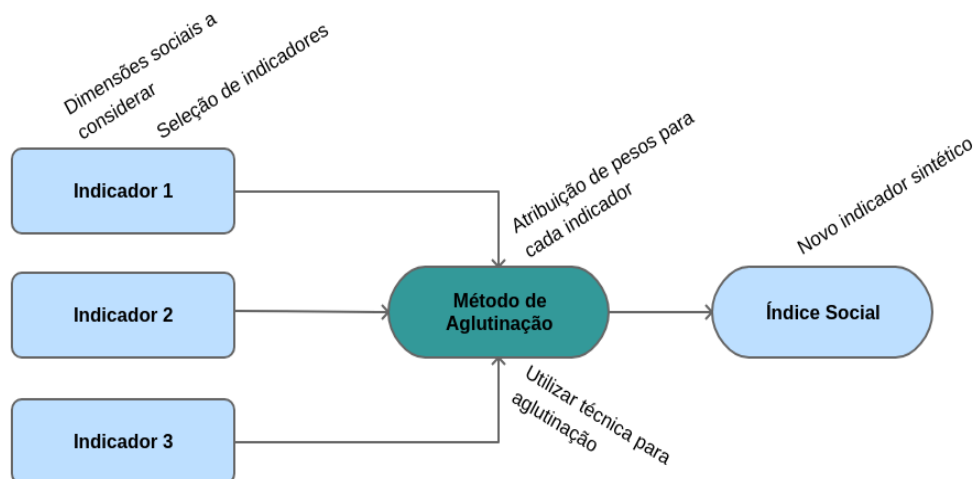 Dimensões sociais a
considerar
Seleção de indicadores
Indicador 1
Atribuição de pesos para
cada indicador
Novo indicador sintético
Indicador 2
Método de
Aglutinação
Índice Social
Utilizar técnica para
aglutinação
Indicador 3